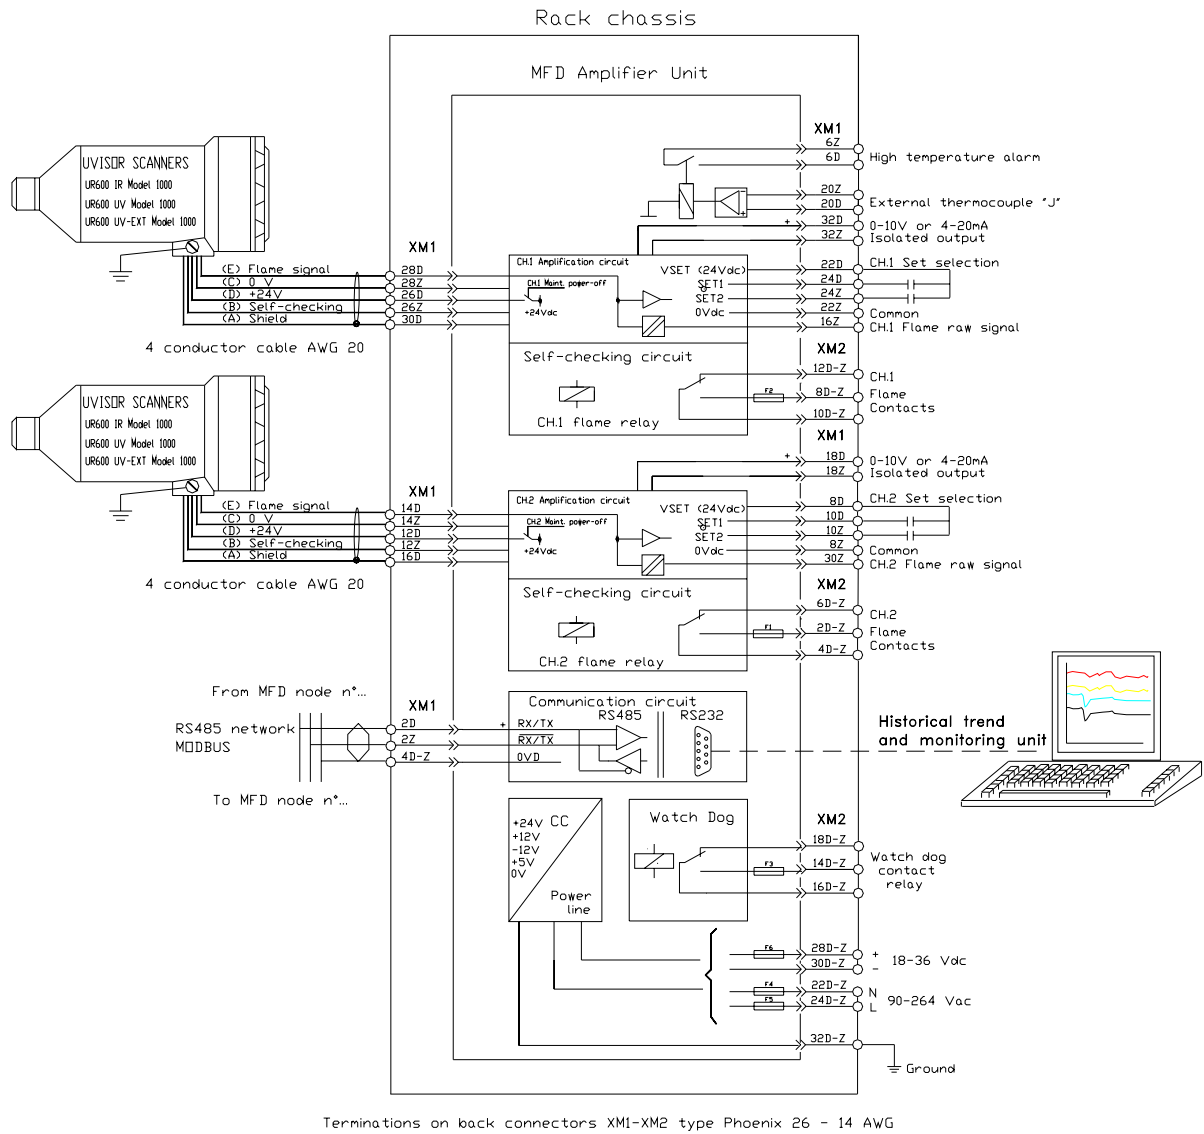 Rack chassis
MFD Amplifier Unit
UVISOR SCANNERS
UR600 IR Model 1000
UR600 UV Model 1000
UR600 UV-EXT Model 1000
XM1
(E) Flame signal
(C) 0 V
(D) +24V
(B) Self-checking
(A) Shield
28D
28Z
26D
26Z
30D
4 conductor cable AWG 20
CH.1 Amplification circuit
CH.1 Maint. power-off
+24Vdc
VSET (24Vdc)
SET1
SET2
0Vdc
Self-checking circuit
CH.1 flame relay
XM1
6Z
6D
High temperature alarm
20Z
20D
External thermocouple "J"
+
32D
0-10V or 4-20mA
32Z
Isolated output
22D
CH.1 Set selection
24D
24Z
22Z
Common
16Z
CH.1 Flame raw signal
XM2
12D-Z
CH.1
F2
8D-Z
Flame
Contacts
10D-Z
UVISOR SCANNERS
UR600 IR Model 1000
UR600 UV Model 1000
UR600 UV-EXT Model 1000
XM1
(E) Flame signal
(C) 0 V
(D) +24V
(B) Self-checking
(A) Shield
14D
14Z
12D
12Z
16D
4 conductor cable AWG 20
CH.2 Amplification circuit
CH.2 Maint. power-off
+24Vdc
VSET (24Vdc)
SET1
SET2
0Vdc
Self-checking circuit
CH.2 flame relay
XM1
+
18D
0-10V or 4-20mA
18Z
Isolated output
8D
CH.2 Set selection
10D
10Z
8Z
Common
30Z
CH.2 Flame raw signal
XM2
6D-Z
CH.2
F1
2D-Z
Flame
Contacts
4D-Z
From MFD node n°...
RS485 network
MODBUS
To MFD node n°...
XM1
2D
2Z
4D-Z
Communication circuit
RS485
RS232
+
RX/TX
RX/TX
0VD
Historical trend
and monitoring unit
+24V
+12V
-12V
+5V
0V
CC
Power
line
Watch Dog
XM2
18D-Z
F3
14D-Z
16D-Z
Watch dog
contact
relay
F6
28D-Z
+
30D-Z
-
18-36 Vdc
F4
22D-Z
N
F5
24D-Z
L
90-264 Vac
32D-Z
Ground
Terminations on back connectors XM1-XM2 type Phoenix 26 - 14 AWG